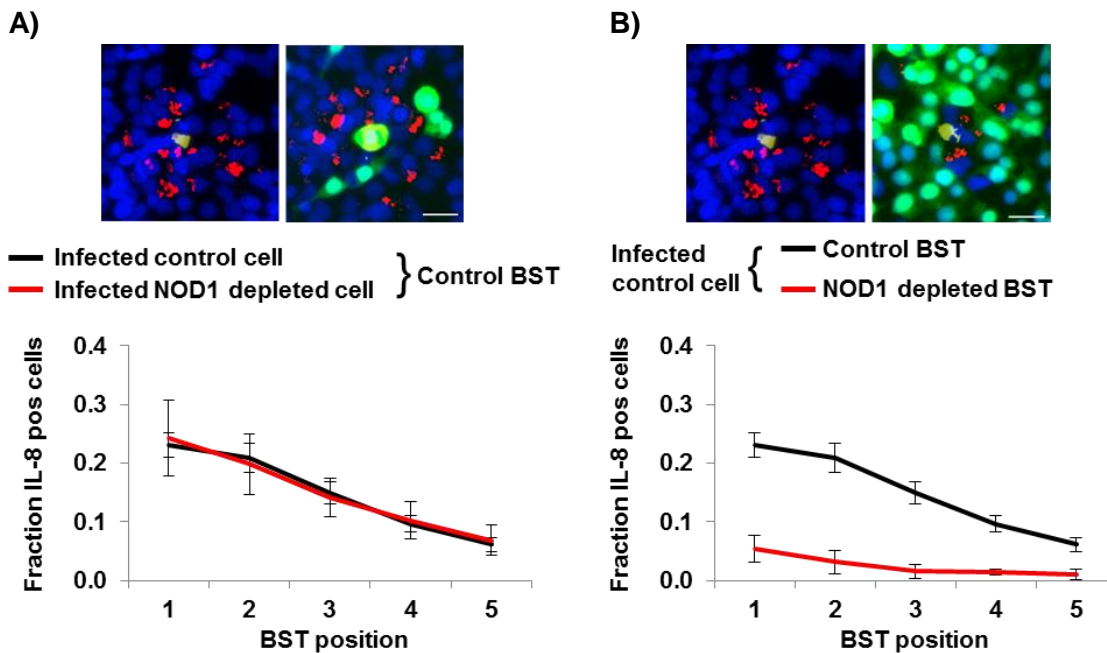 A)
Infected control cell
Infected NOD1 depleted cell
} Control BST
Fraction IL-8 pos cells
0.4
0.3
0.2
0.1
0.0
1 2 3 4 5
BST position
B)
Infected control cell {
Control BST
NOD1 depleted BST
Fraction IL-8 pos cells
0.4
0.3
0.2
0.1
0.0
1 2 3 4 5
BST position